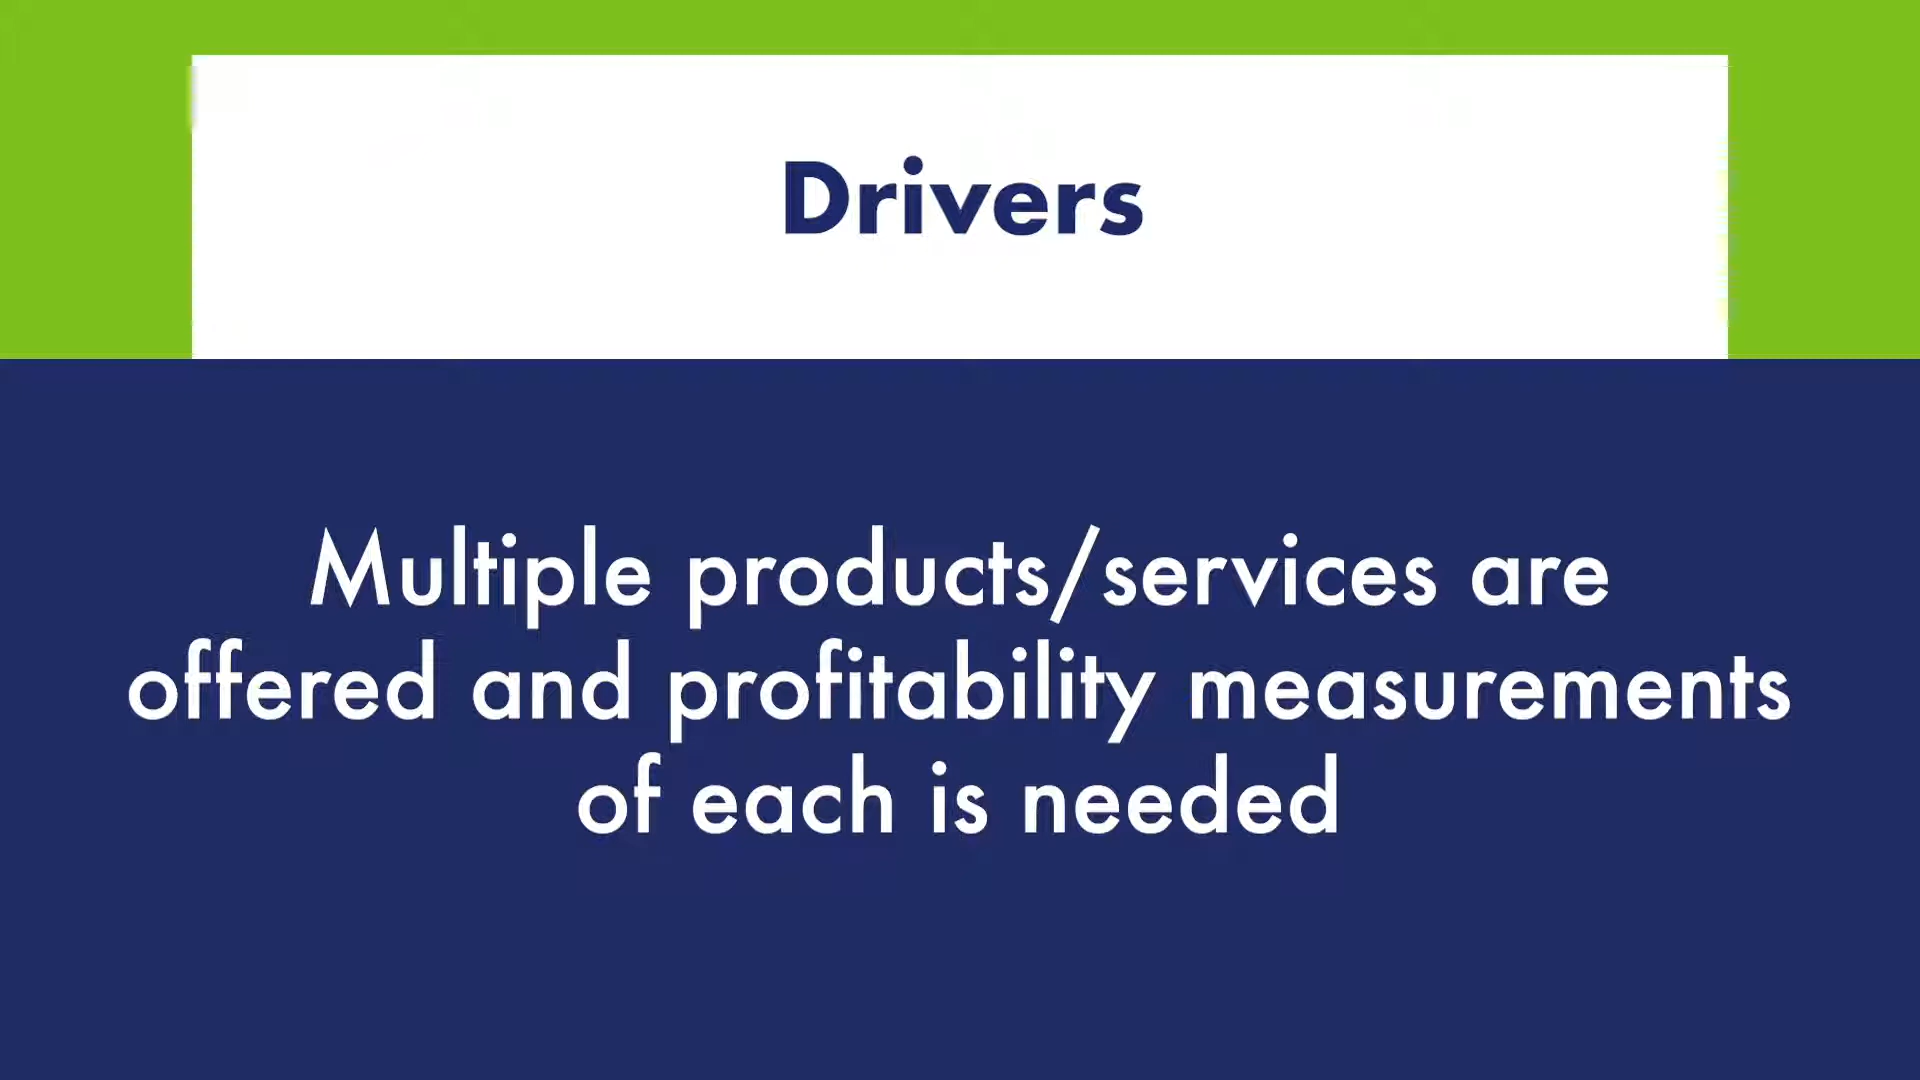 Drivers
Multiple products/services are
offered and profitability measurements
of each is needed